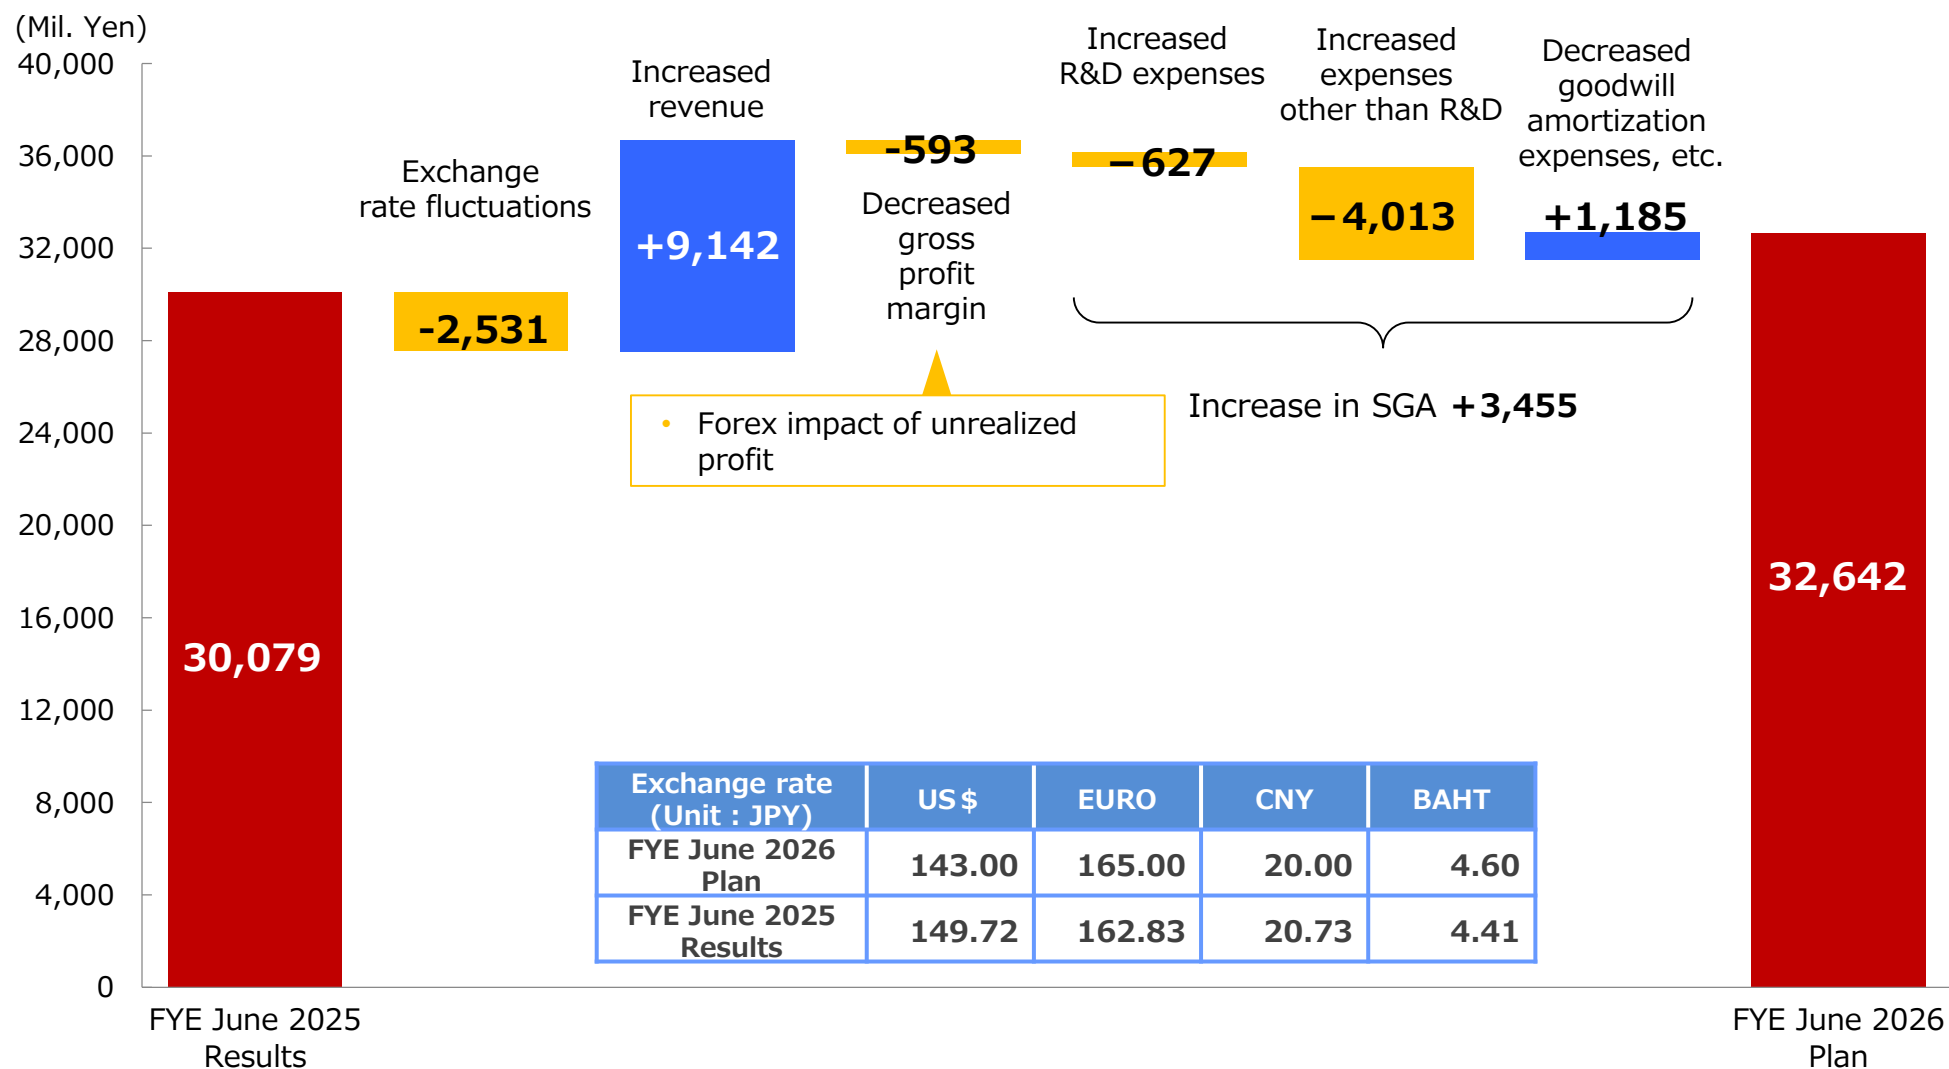 (Mil. Yen)
40,000
36,000
32,000
28,000
24,000
20,000
16,000
12,000
8,000
4,000
0
30,079
FYE June 2025
Results
Exchange
rate fluctuations
-2,531
Increased
revenue
+9,142
-593
Decreased
gross
profit
margin
• Forex impact of unrealized
profit
Increased
R&D expenses
−627
Increased
expenses
other than R&D
−4,013
Decreased
goodwill
amortization
expenses, etc.
+1,185
Increase in SGA +3,455
32,642
FYE June 2026
Plan
Exchange rate
(Unit : JPY)
US$
EURO
CNY
BAHT
FYE June 2026
Plan
143.00
165.00
20.00
4.60
FYE June 2025
Results
149.72
162.83
20.73
4.41